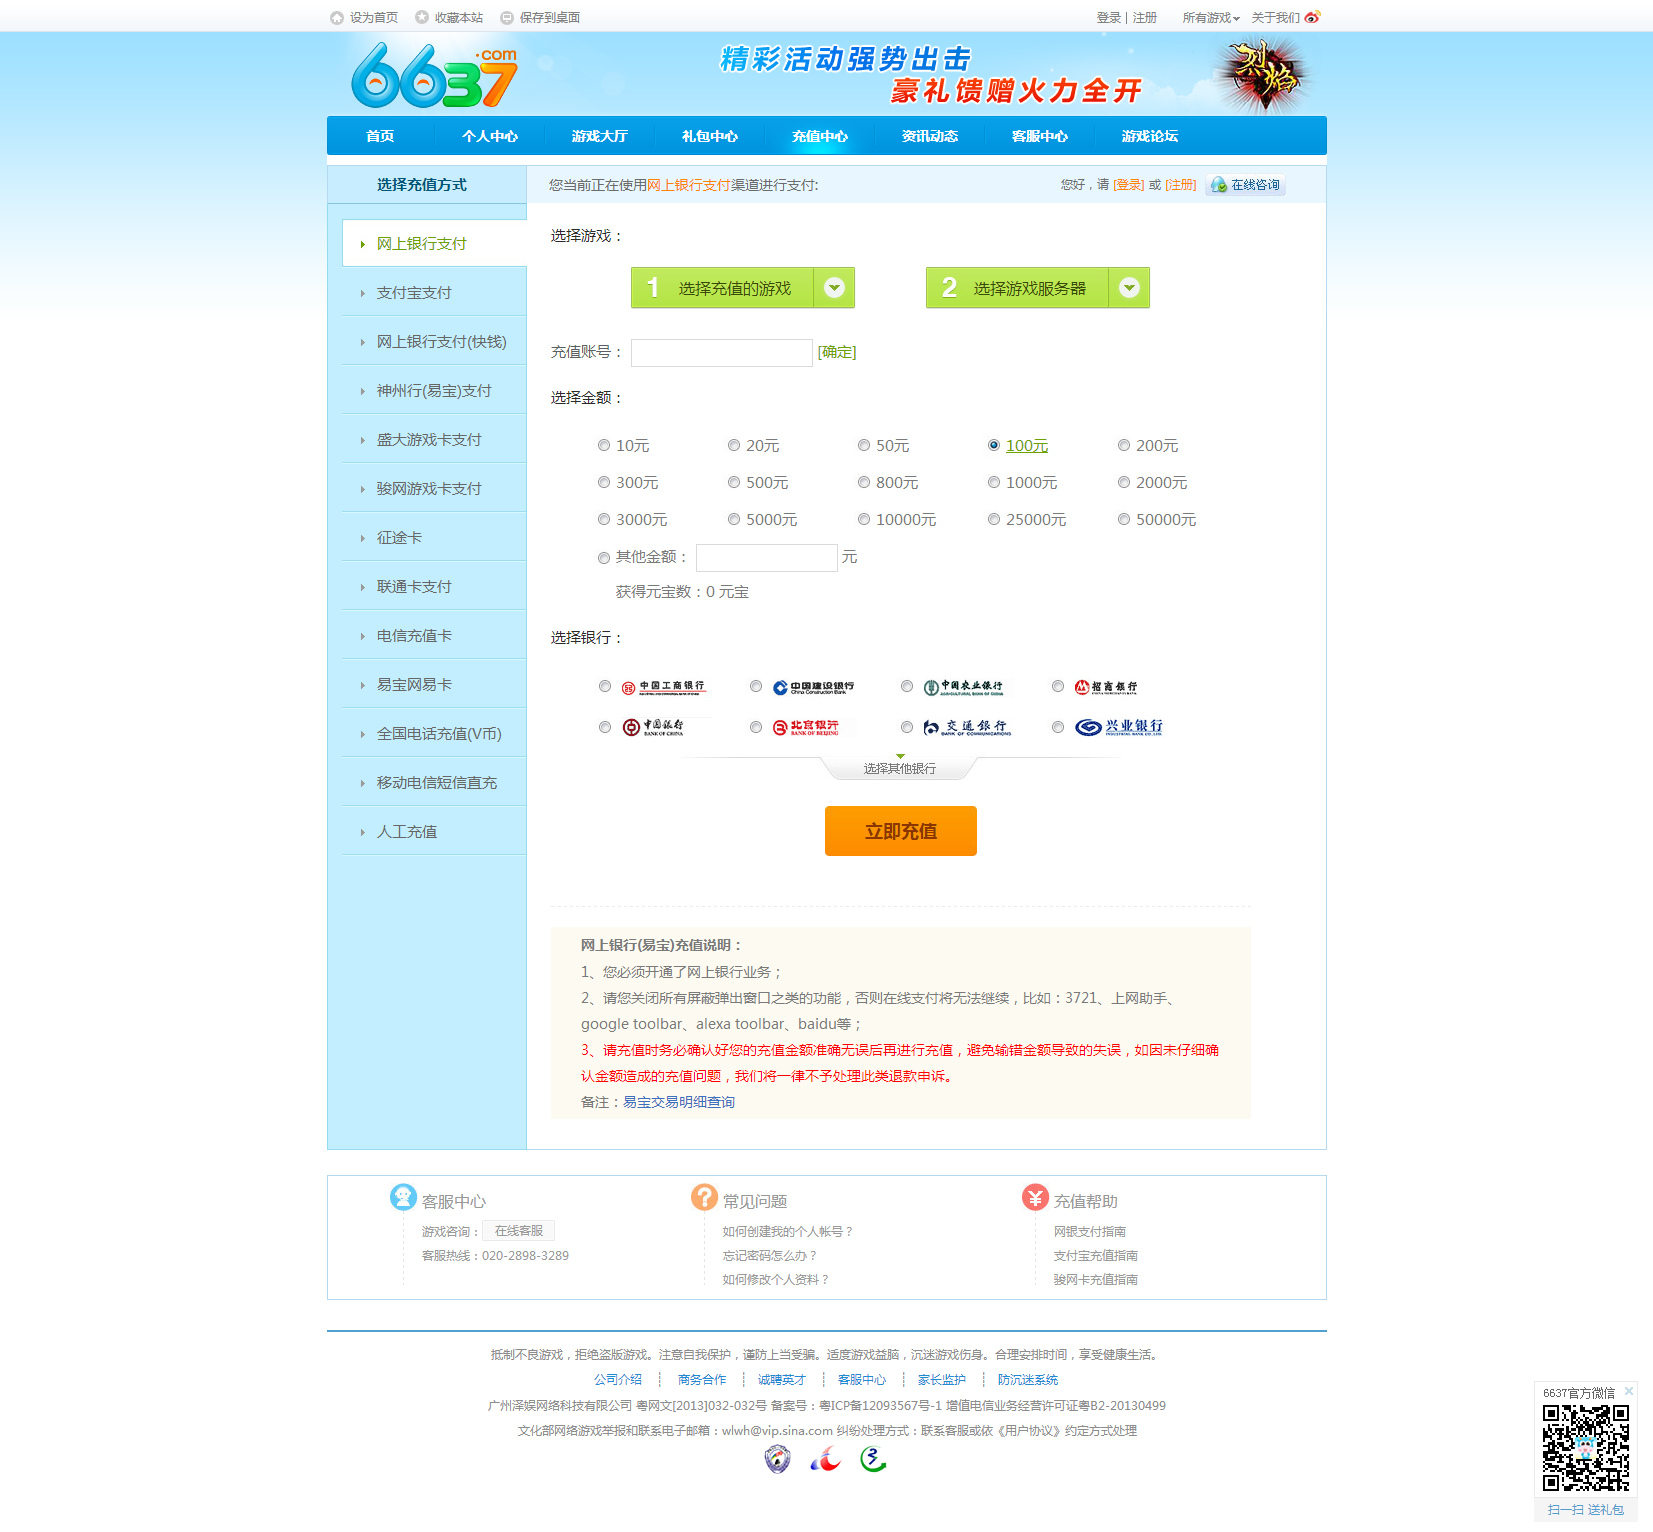 设为首页 收藏本站 保存到桌面 登录 | 注册 所有游戏 关于我们
6637.com
精彩活动强势出击
豪礼馈赠火力全开
烈焰
首页 个人中心 游戏大厅 礼包中心 充值中心 资讯动态 客服中心 游戏论坛
选择充值方式
您当前正在使用网上银行支付渠道进行支付:
您好，请 [登录] 或 [注册] 在线咨询
网上银行支付
支付宝支付
网上银行支付(快钱)
神州行(易宝)支付
盛大游戏卡支付
骏网游戏卡支付
征途卡
联通卡支付
电信充值卡
易宝网易卡
全国电话充值(V币)
移动电信短信直充
人工充值
选择游戏：
1 选择充值的游戏 2 选择游戏服务器
充值账号： [确定]
选择金额：
10元 20元 50元 100元 200元
300元 500元 800元 1000元 2000元
3000元 5000元 10000元 25000元 50000元
其他金额： 元
获得元宝数：0 元宝
选择银行：
中国工商银行 中国建设银行 China Construction Bank 中国农业银行 AGRICULTURAL BANK OF CHINA 招商银行 CHINA MERCHANTS BANK
中国银行 BANK OF CHINA 北京银行 BANK OF BEIJING 交通银行 BANK OF COMMUNICATIONS 兴业银行 INDUSTRIAL BANK CO.,LTD.
选择其他银行
立即充值
网上银行(易宝)充值说明：
1、您必须开通了网上银行业务；
2、请您关闭所有屏蔽弹出窗口之类的功能，否则在线支付将无法继续，比如：3721、上网助手、
google toolbar、alexa toolbar、baidu等；
3、请充值时务必确认好您的充值金额准确无误后再进行充值，避免输错金额导致的失误，如因未仔细确
认金额造成的充值问题，我们将一律不予处理此类退款申诉。
备注：易宝交易明细查询
客服中心
游戏咨询： 在线客服
客服热线：020-2898-3289
常见问题
如何创建我的个人帐号？
忘记密码怎么办？
如何修改个人资料？
充值帮助
网银支付指南
支付宝充值指南
骏网卡充值指南
抵制不良游戏，拒绝盗版游戏。注意自我保护，谨防上当受骗。适度游戏益脑，沉迷游戏伤身。合理安排时间，享受健康生活。
公司介绍 商务合作 诚聘英才 客服中心 家长监护 防沉迷系统
广州泽娱网络科技有限公司 粤网文[2013]032-032号 备案号：粤ICP备12093567号-1 增值电信业务经营许可证粤B2-20130499
文化部网络游戏举报和联系电子邮箱：wlwh@vip.sina.com 纠纷处理方式：联系客服或依《用户协议》约定方式处理
6637官方微信
扫一扫 送礼包